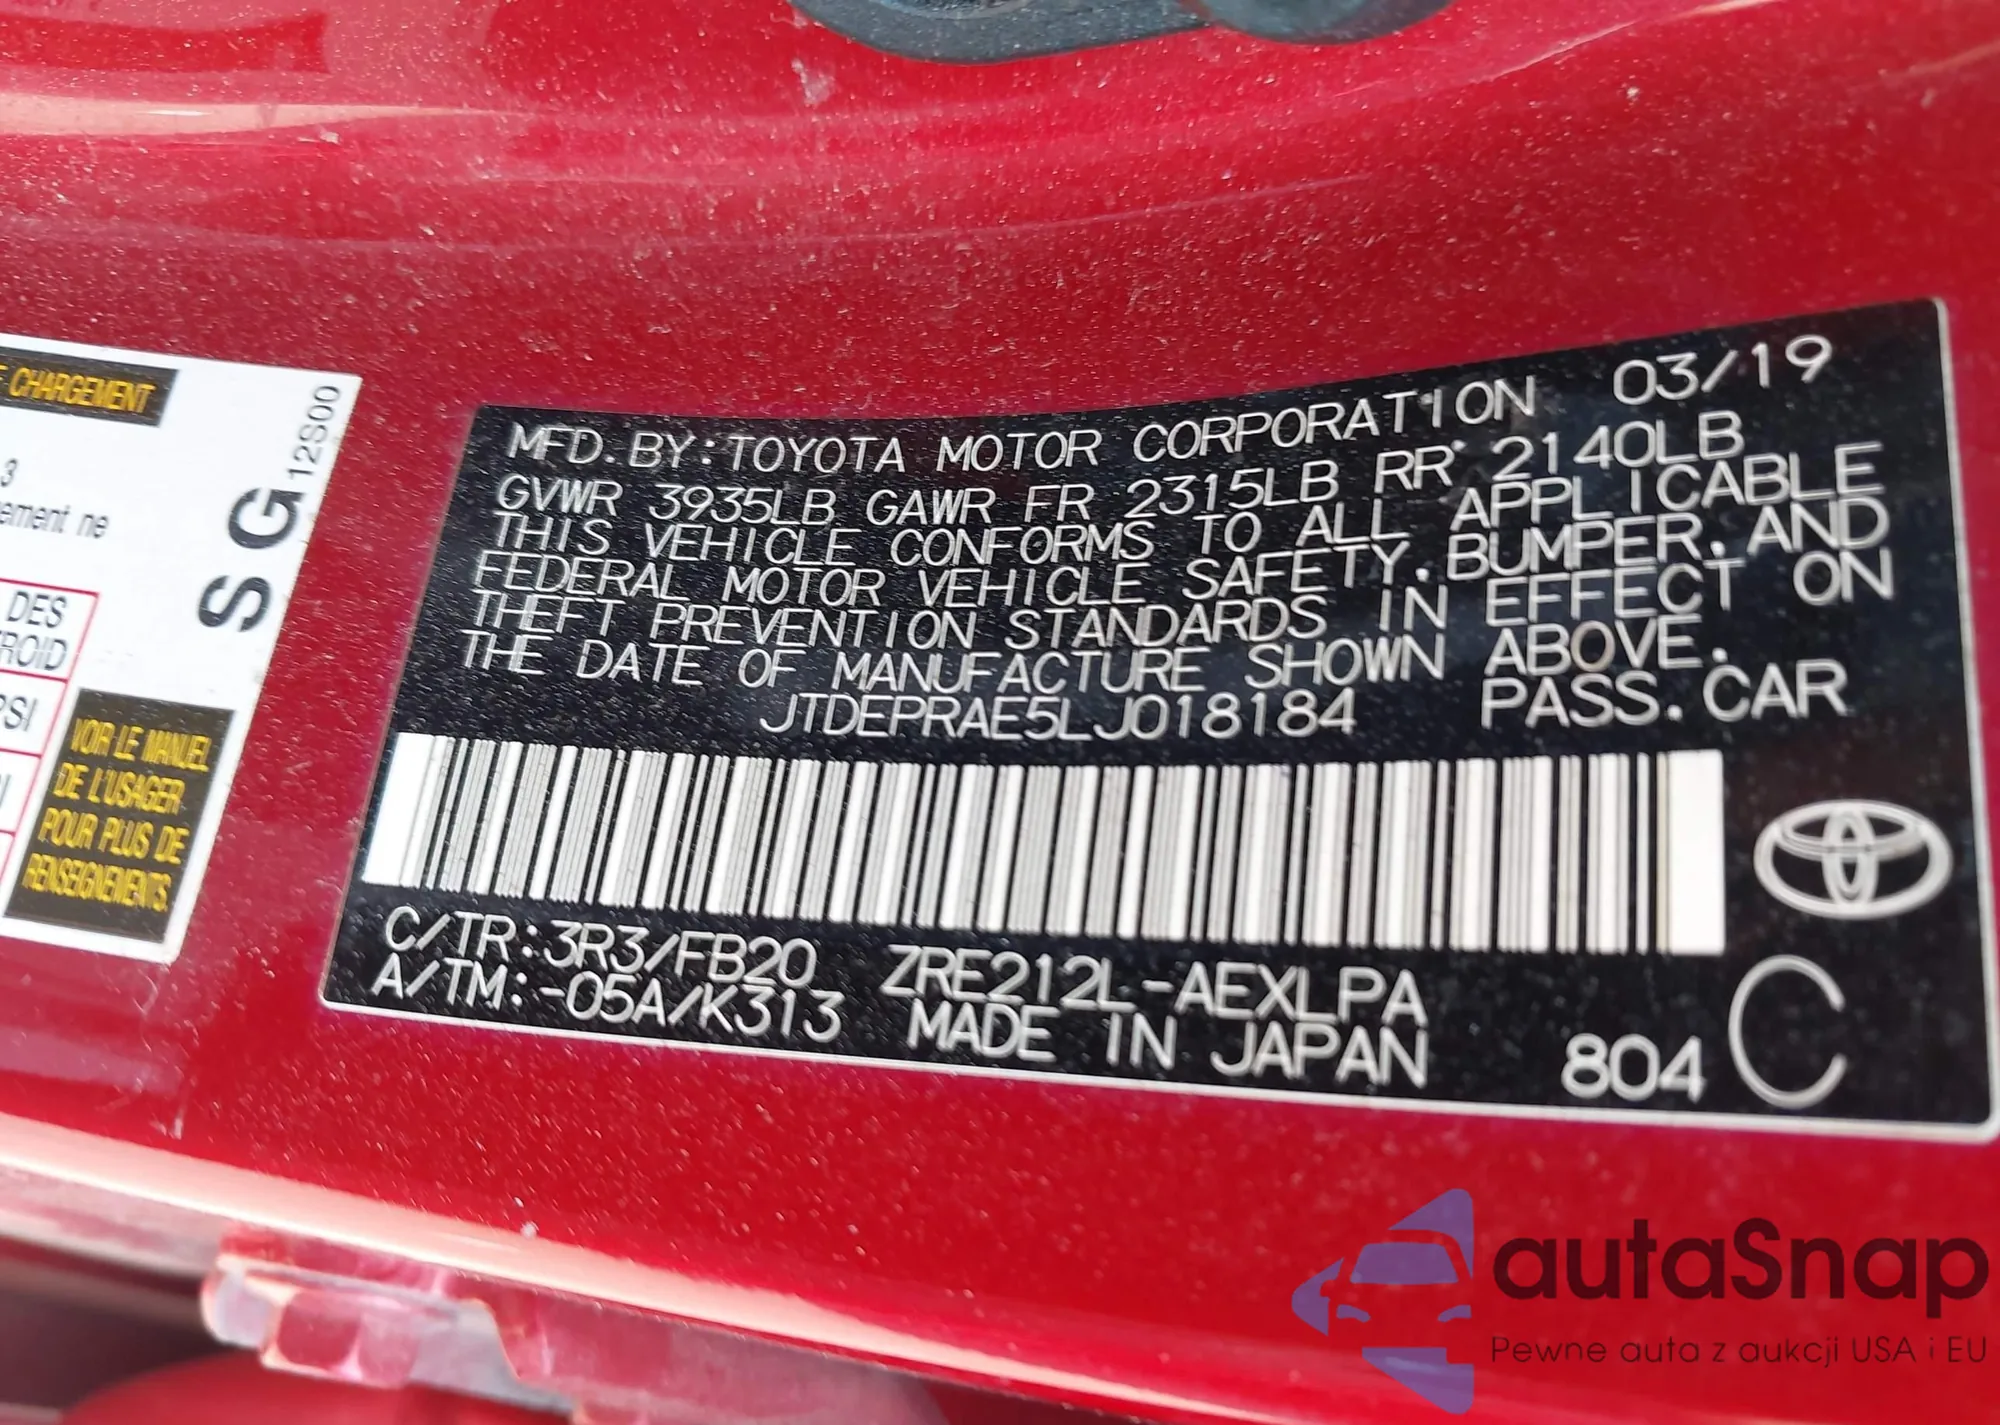 E CHARGEMENT
3
ement ne
DES
ROID
PSI
VOIR LE MANUEL
DE L'USAGER
POUR PLUS DE
RENSEIGNEMENTS.
S G 12S00
MFD. BY: TOYOTA MOTOR CORPORATION 03/19
GVWR 3935LB GAWR FR 2315LB RR 2140LB
THIS VEHICLE CONFORMS TO ALL APPLICABLE
FEDERAL MOTOR VEHICLE SAFETY, BUMPER, AND
THEFT PREVENTION STANDARDS IN EFFECT ON
THE DATE OF MANUFACTURE SHOWN ABOVE.
JTDEPRAE5LJ018184 PASS. CAR
C/TR:3R3/FB20 ZRE212L-AEXLPA
A/TM:-05A/K313 MADE IN JAPAN 804 C
autaSnap
Pewne auta z aukcji USA i EU